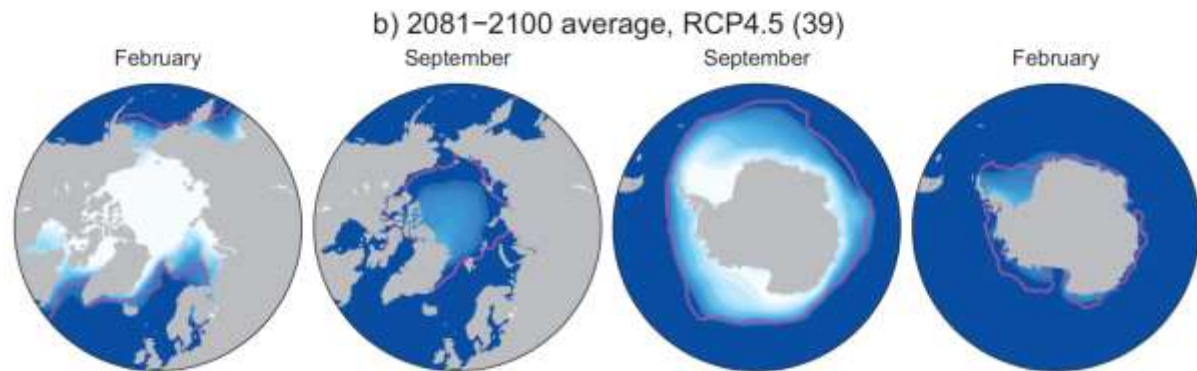 b) 2081−2100 average, RCP4.5 (39)
February
September
September
February